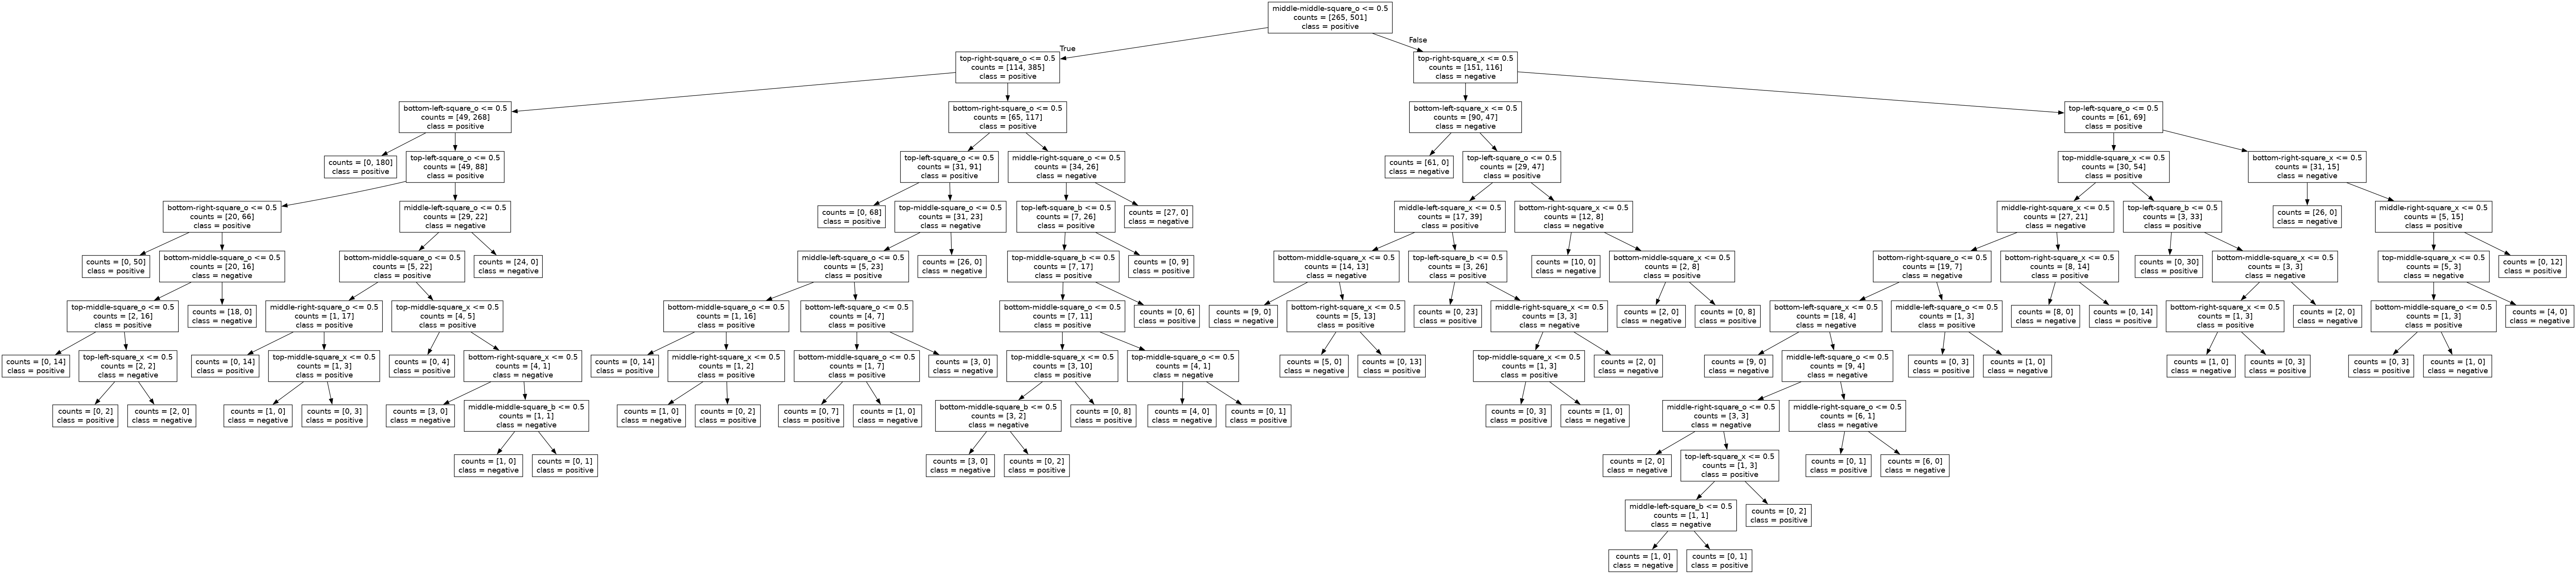 middle-middle-square_o <= 0.5
counts = [265, 501]
class = positive
True
False
top-right-square_o <= 0.5
counts = [114, 385]
class = positive
top-right-square_x <= 0.5
counts = [151, 116]
class = negative
bottom-left-square_o <= 0.5
counts = [49, 268]
class = positive
bottom-right-square_o <= 0.5
counts = [65, 117]
class = positive
bottom-left-square_x <= 0.5
counts = [90, 47]
class = negative
top-left-square_o <= 0.5
counts = [61, 69]
class = positive
counts = [0, 180]
class = positive
top-left-square_o <= 0.5
counts = [49, 88]
class = positive
top-left-square_o <= 0.5
counts = [31, 91]
class = positive
middle-right-square_o <= 0.5
counts = [34, 26]
class = negative
counts = [61, 0]
class = negative
top-left-square_o <= 0.5
counts = [29, 47]
class = positive
top-middle-square_x <= 0.5
counts = [30, 54]
class = positive
bottom-right-square_x <= 0.5
counts = [31, 15]
class = negative
bottom-right-square_o <= 0.5
counts = [20, 66]
class = positive
middle-left-square_o <= 0.5
counts = [29, 22]
class = negative
counts = [0, 68]
class = positive
top-middle-square_o <= 0.5
counts = [31, 23]
class = negative
top-left-square_b <= 0.5
counts = [7, 26]
class = positive
counts = [27, 0]
class = negative
middle-left-square_x <= 0.5
counts = [17, 39]
class = positive
bottom-right-square_x <= 0.5
counts = [12, 8]
class = negative
middle-right-square_x <= 0.5
counts = [27, 21]
class = negative
top-left-square_b <= 0.5
counts = [3, 33]
class = positive
counts = [26, 0]
class = negative
middle-right-square_x <= 0.5
counts = [5, 15]
class = positive
counts = [0, 50]
class = positive
bottom-middle-square_o <= 0.5
counts = [20, 16]
class = negative
bottom-middle-square_o <= 0.5
counts = [5, 22]
class = positive
counts = [24, 0]
class = negative
middle-left-square_o <= 0.5
counts = [5, 23]
class = positive
counts = [26, 0]
class = negative
top-middle-square_b <= 0.5
counts = [7, 17]
class = positive
counts = [0, 9]
class = positive
bottom-middle-square_x <= 0.5
counts = [14, 13]
class = negative
top-left-square_b <= 0.5
counts = [3, 26]
class = positive
counts = [10, 0]
class = negative
bottom-middle-square_x <= 0.5
counts = [2, 8]
class = positive
bottom-right-square_o <= 0.5
counts = [19, 7]
class = negative
bottom-right-square_x <= 0.5
counts = [8, 14]
class = positive
counts = [0, 30]
class = positive
bottom-middle-square_x <= 0.5
counts = [3, 3]
class = negative
top-middle-square_x <= 0.5
counts = [5, 3]
class = negative
counts = [0, 12]
class = positive
top-middle-square_o <= 0.5
counts = [2, 16]
class = positive
counts = [18, 0]
class = negative
middle-right-square_o <= 0.5
counts = [1, 17]
class = positive
top-middle-square_x <= 0.5
counts = [4, 5]
class = positive
bottom-middle-square_o <= 0.5
counts = [1, 16]
class = positive
bottom-left-square_o <= 0.5
counts = [4, 7]
class = positive
bottom-middle-square_o <= 0.5
counts = [7, 11]
class = positive
counts = [0, 6]
class = positive
counts = [9, 0]
class = negative
bottom-right-square_x <= 0.5
counts = [5, 13]
class = positive
counts = [0, 23]
class = positive
middle-right-square_x <= 0.5
counts = [3, 3]
class = negative
counts = [2, 0]
class = negative
counts = [0, 8]
class = positive
bottom-left-square_x <= 0.5
counts = [18, 4]
class = negative
middle-left-square_o <= 0.5
counts = [1, 3]
class = positive
counts = [8, 0]
class = negative
counts = [0, 14]
class = positive
bottom-right-square_x <= 0.5
counts = [1, 3]
class = positive
counts = [2, 0]
class = negative
bottom-middle-square_o <= 0.5
counts = [1, 3]
class = positive
counts = [4, 0]
class = negative
counts = [0, 14]
class = positive
top-left-square_x <= 0.5
counts = [2, 2]
class = negative
counts = [0, 14]
class = positive
top-middle-square_x <= 0.5
counts = [1, 3]
class = positive
counts = [0, 4]
class = positive
bottom-right-square_x <= 0.5
counts = [4, 1]
class = negative
counts = [0, 14]
class = positive
middle-right-square_x <= 0.5
counts = [1, 2]
class = positive
bottom-middle-square_o <= 0.5
counts = [1, 7]
class = positive
counts = [3, 0]
class = negative
top-middle-square_x <= 0.5
counts = [3, 10]
class = positive
top-middle-square_o <= 0.5
counts = [4, 1]
class = negative
counts = [5, 0]
class = negative
counts = [0, 13]
class = positive
top-middle-square_x <= 0.5
counts = [1, 3]
class = positive
counts = [2, 0]
class = negative
counts = [9, 0]
class = negative
middle-left-square_o <= 0.5
counts = [9, 4]
class = negative
counts = [0, 3]
class = positive
counts = [1, 0]
class = negative
counts = [1, 0]
class = negative
counts = [0, 3]
class = positive
counts = [0, 3]
class = positive
counts = [1, 0]
class = negative
counts = [0, 2]
class = positive
counts = [2, 0]
class = negative
counts = [1, 0]
class = negative
counts = [0, 3]
class = positive
counts = [3, 0]
class = negative
middle-middle-square_b <= 0.5
counts = [1, 1]
class = negative
counts = [1, 0]
class = negative
counts = [0, 2]
class = positive
counts = [0, 7]
class = positive
counts = [1, 0]
class = negative
bottom-middle-square_b <= 0.5
counts = [3, 2]
class = negative
counts = [0, 8]
class = positive
counts = [4, 0]
class = negative
counts = [0, 1]
class = positive
counts = [0, 3]
class = positive
counts = [1, 0]
class = negative
middle-right-square_o <= 0.5
counts = [3, 3]
class = negative
middle-right-square_o <= 0.5
counts = [6, 1]
class = negative
counts = [1, 0]
class = negative
counts = [0, 1]
class = positive
counts = [3, 0]
class = negative
counts = [0, 2]
class = positive
counts = [2, 0]
class = negative
top-left-square_x <= 0.5
counts = [1, 3]
class = positive
counts = [0, 1]
class = positive
counts = [6, 0]
class = negative
middle-left-square_b <= 0.5
counts = [1, 1]
class = negative
counts = [0, 2]
class = positive
counts = [1, 0]
class = negative
counts = [0, 1]
class = positive